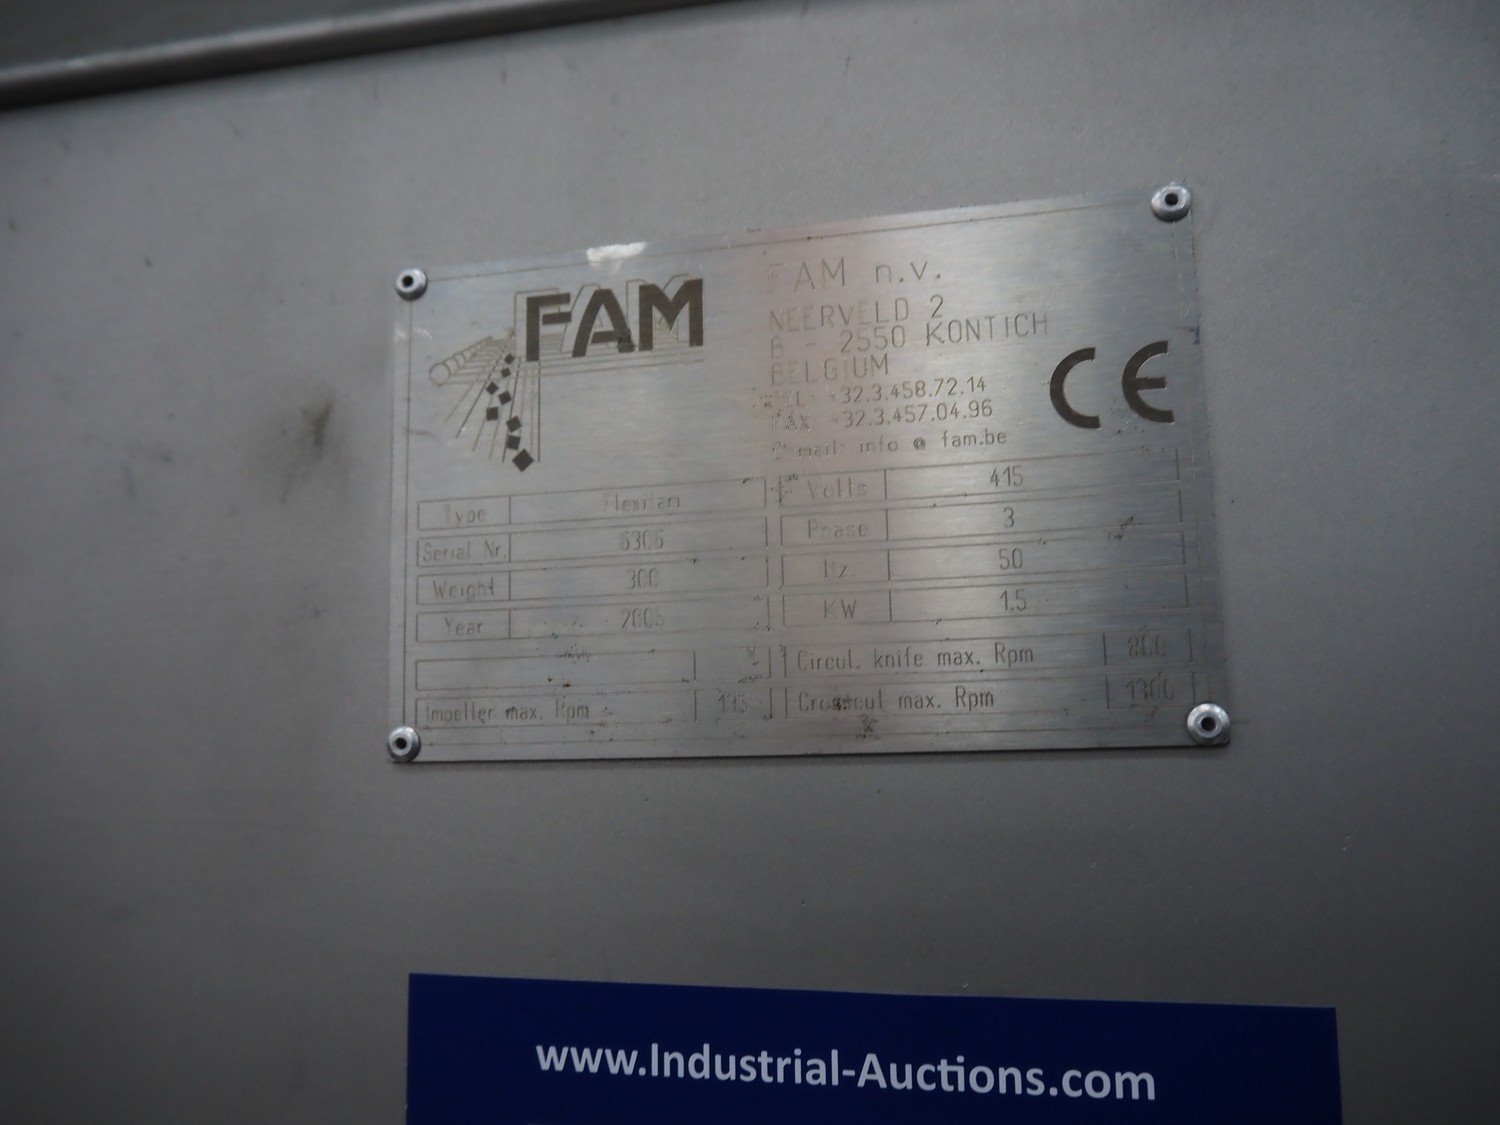 FAM
FAM n.v.
NEERVELD 2
B - 2550 KONTICH
BELGIUM
TEL: +32.3.458.72.14
FAX: +32.3.457.04.96
e-mail: info @ fam.be
CE
Type
Serial Nr. 6306
Weight 300
Year 2005
Impeller max. Rpm 135
Volts 415
Phase 3
Hz. 50
KW 1.5
Circul. knife max. Rpm 800
Crosscut max. Rpm 1300
www.Industrial-Auctions.com